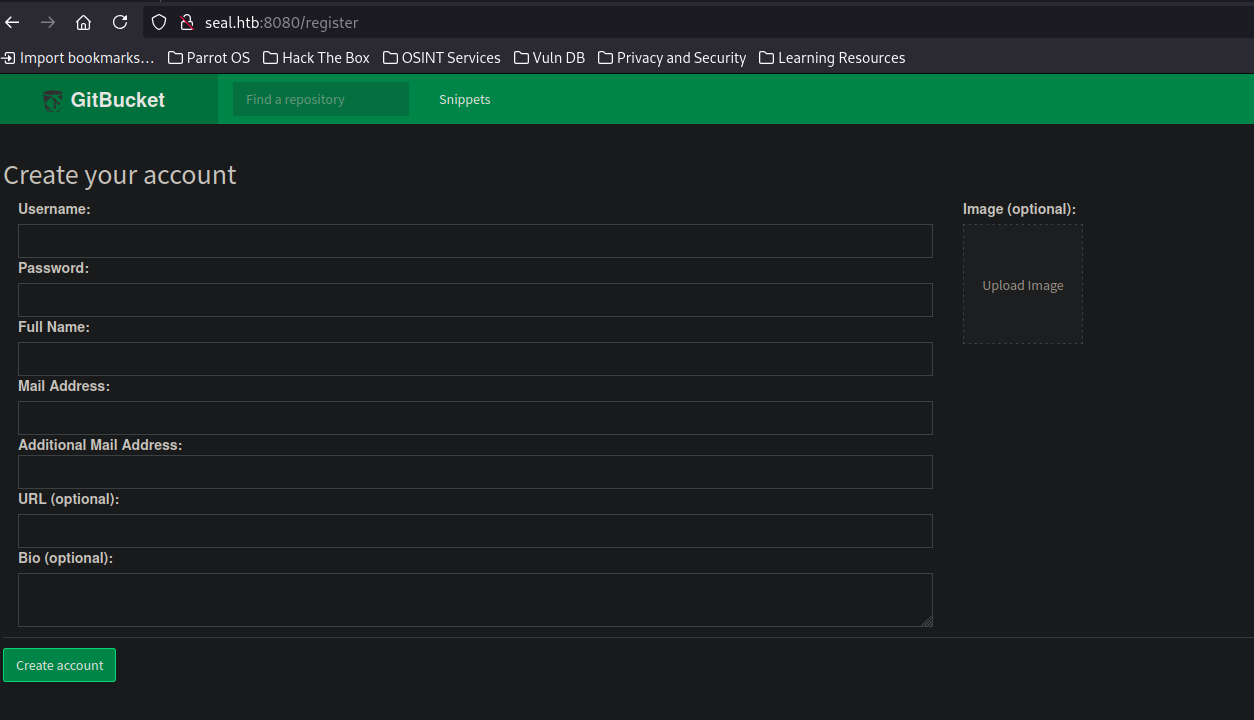 seal.htb:8080/register
Import bookmarks... Parrot OS Hack The Box OSINT Services Vuln DB Privacy and Security Learning Resources
GitBucket Find a repository Snippets
Create your account
Username: Image (optional):
Upload Image
Password:
Full Name:
Mail Address:
Additional Mail Address:
URL (optional):
Bio (optional):
Create account